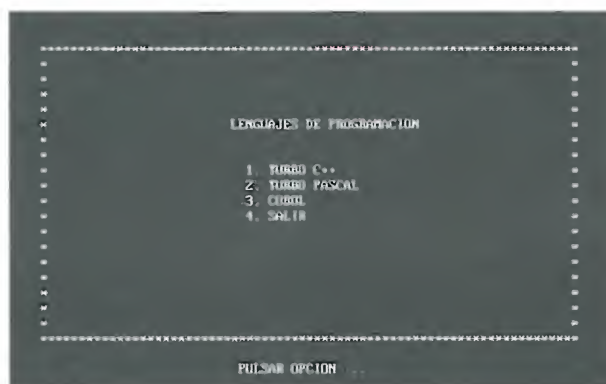 LENGUAJES DE PROGRAMACION
1. TURBO C++
2. TURBO PASCAL
3. COBOL
4. SALIR
PULSAR OPCION ...